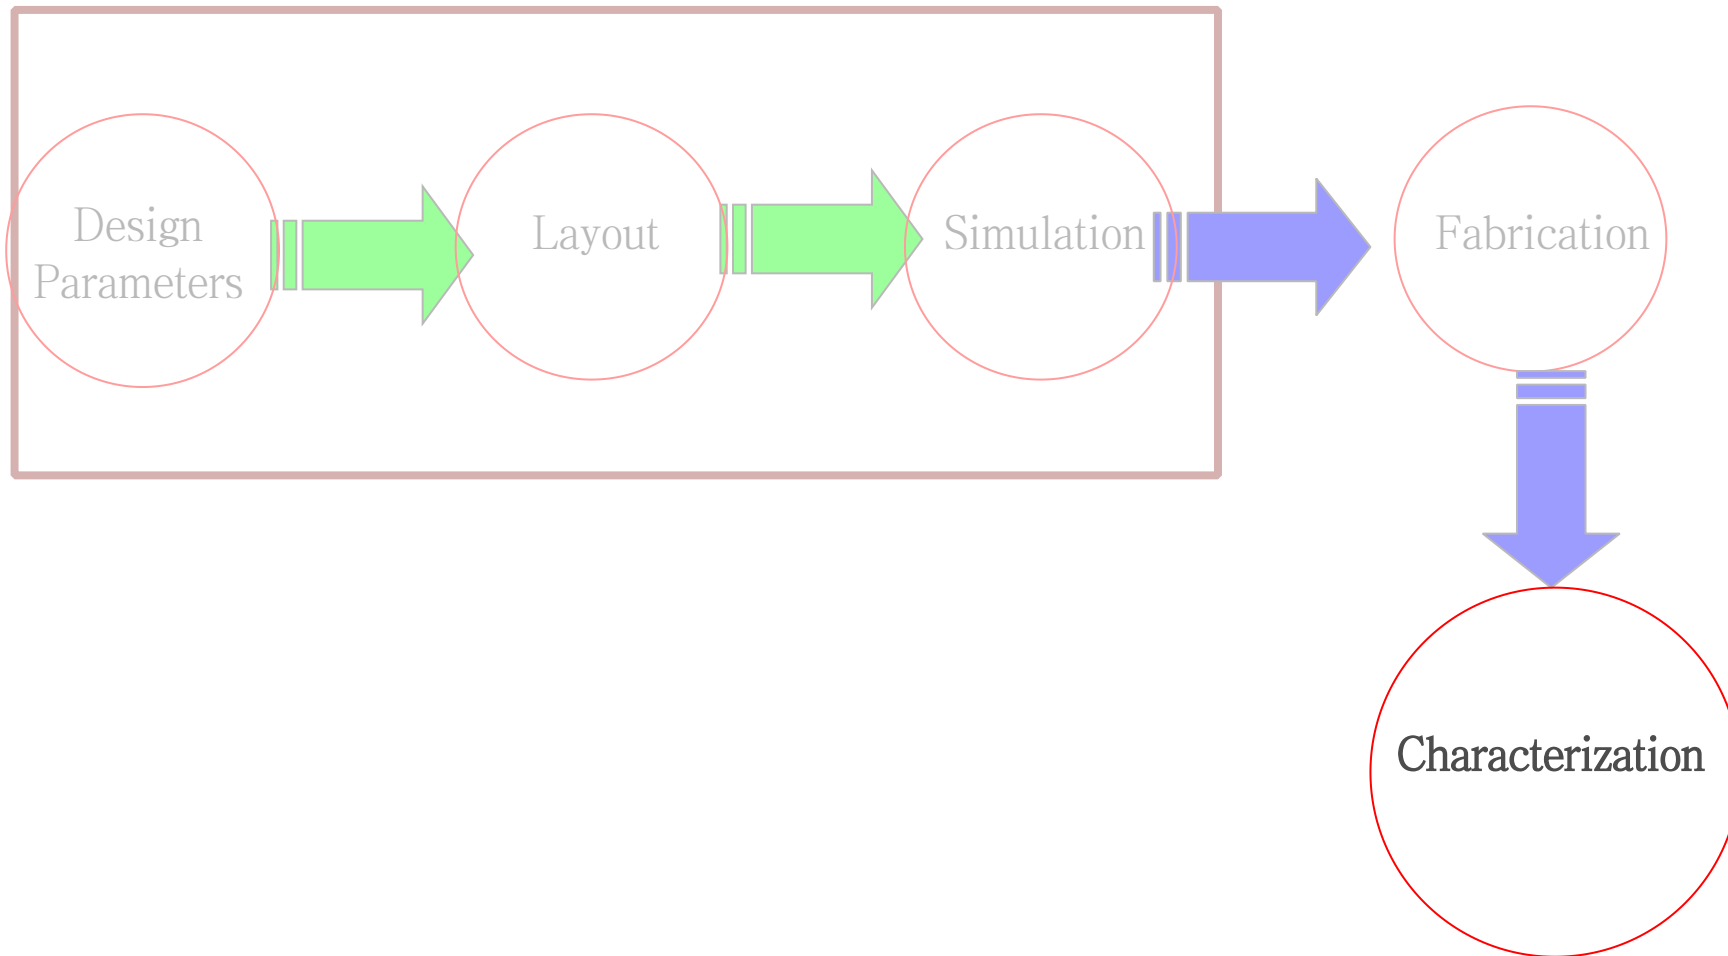 Design
Parameters
Layout
Simulation
Fabrication
Characterization